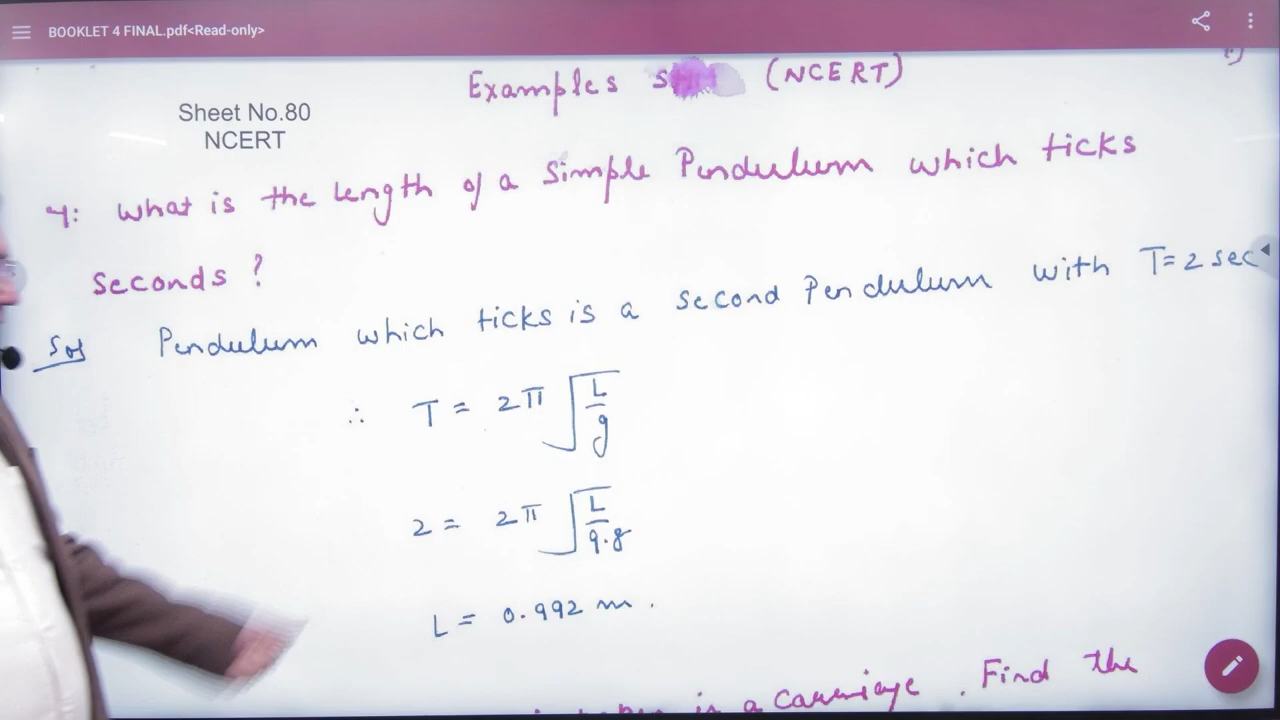 BOOKLET 4 FINAL.pdf<Read-only>
Examples (NCERT)
Sheet No.80
NCERT
4: What is the length of a Simple Pendulum which ticks
Seconds ?
Sol Pendulum which ticks is a second Pendulum with T=2 sec
∴ T = 2π √(L/g)
2 = 2π √(L/9.8)
L = 0.992 m .
is a carriage . Find the